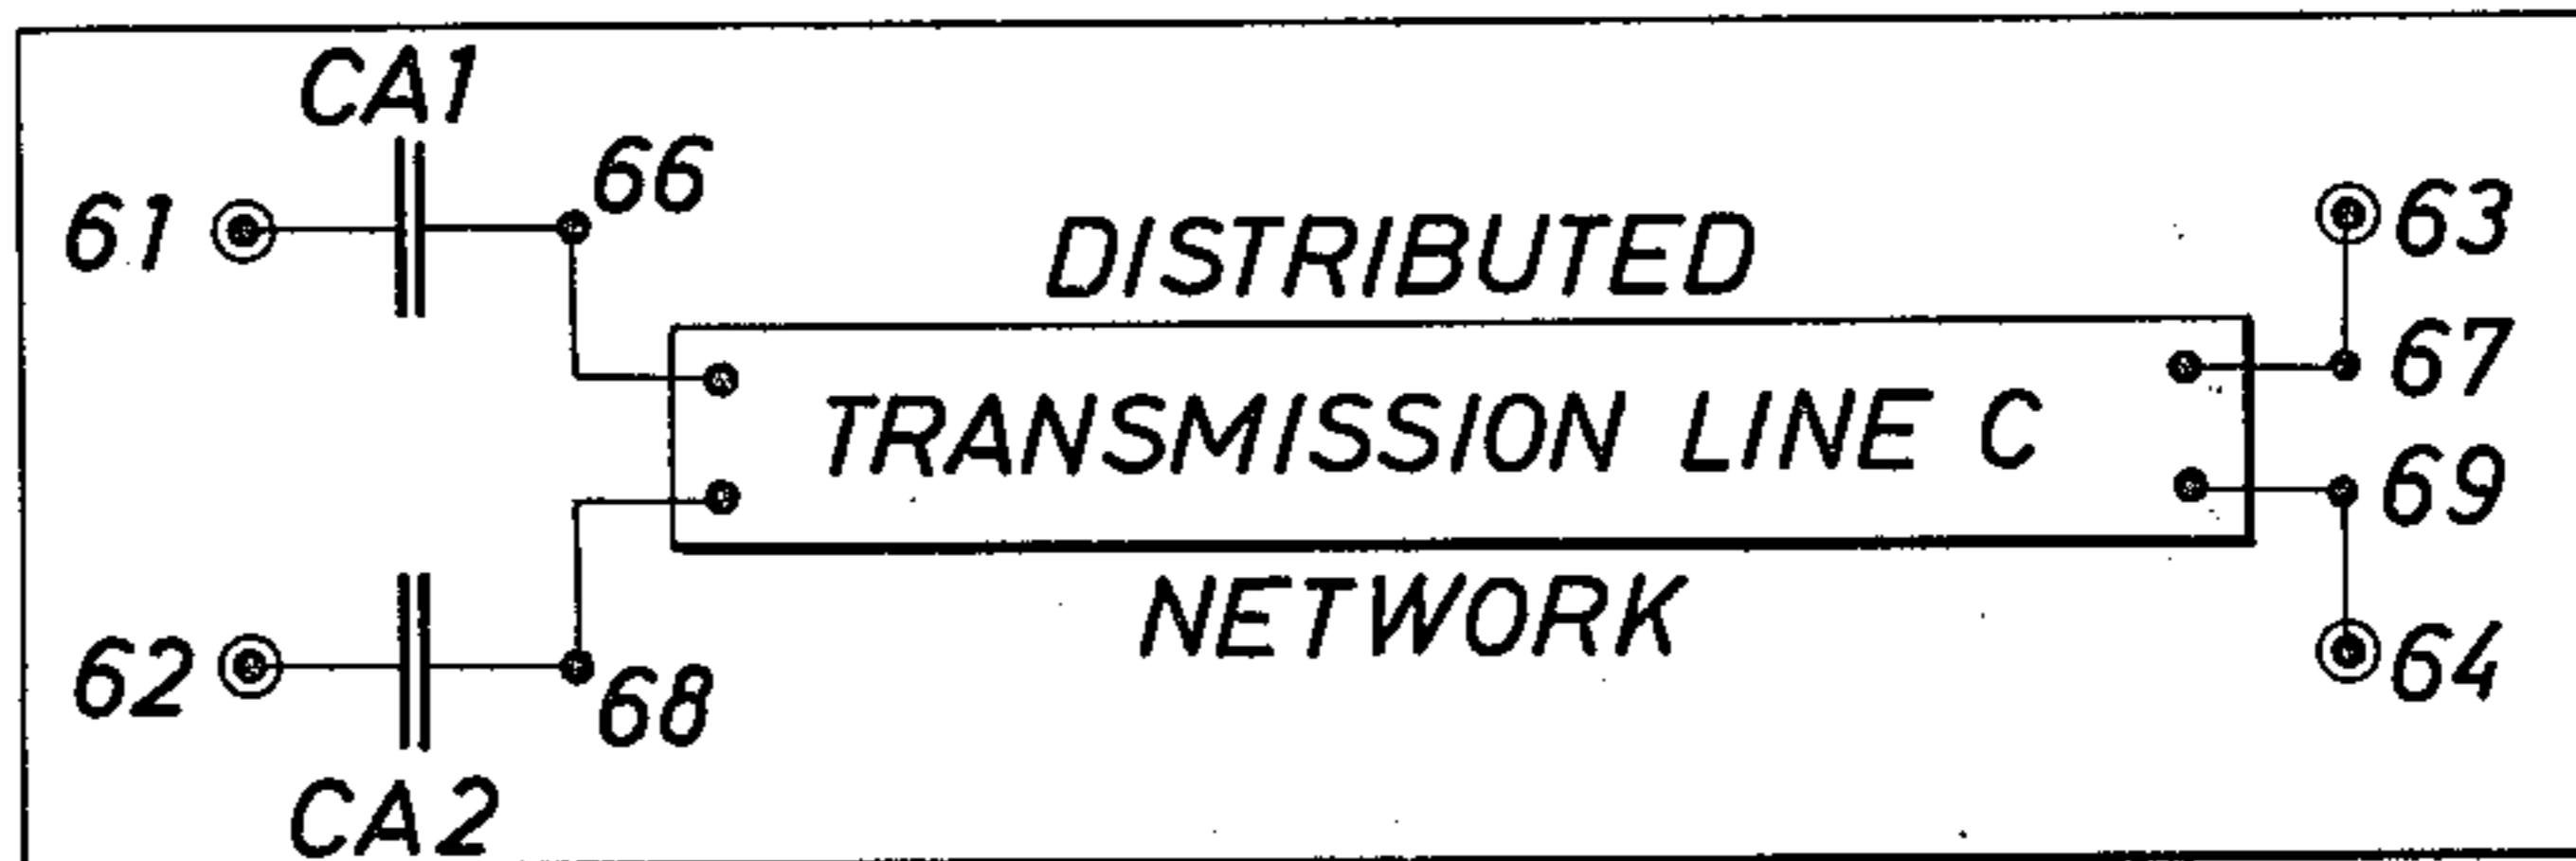 CA1
66
61
DISTRIBUTED
63
67
TRANSMISSION LINE C
69
NETWORK
62
68
64
CA2